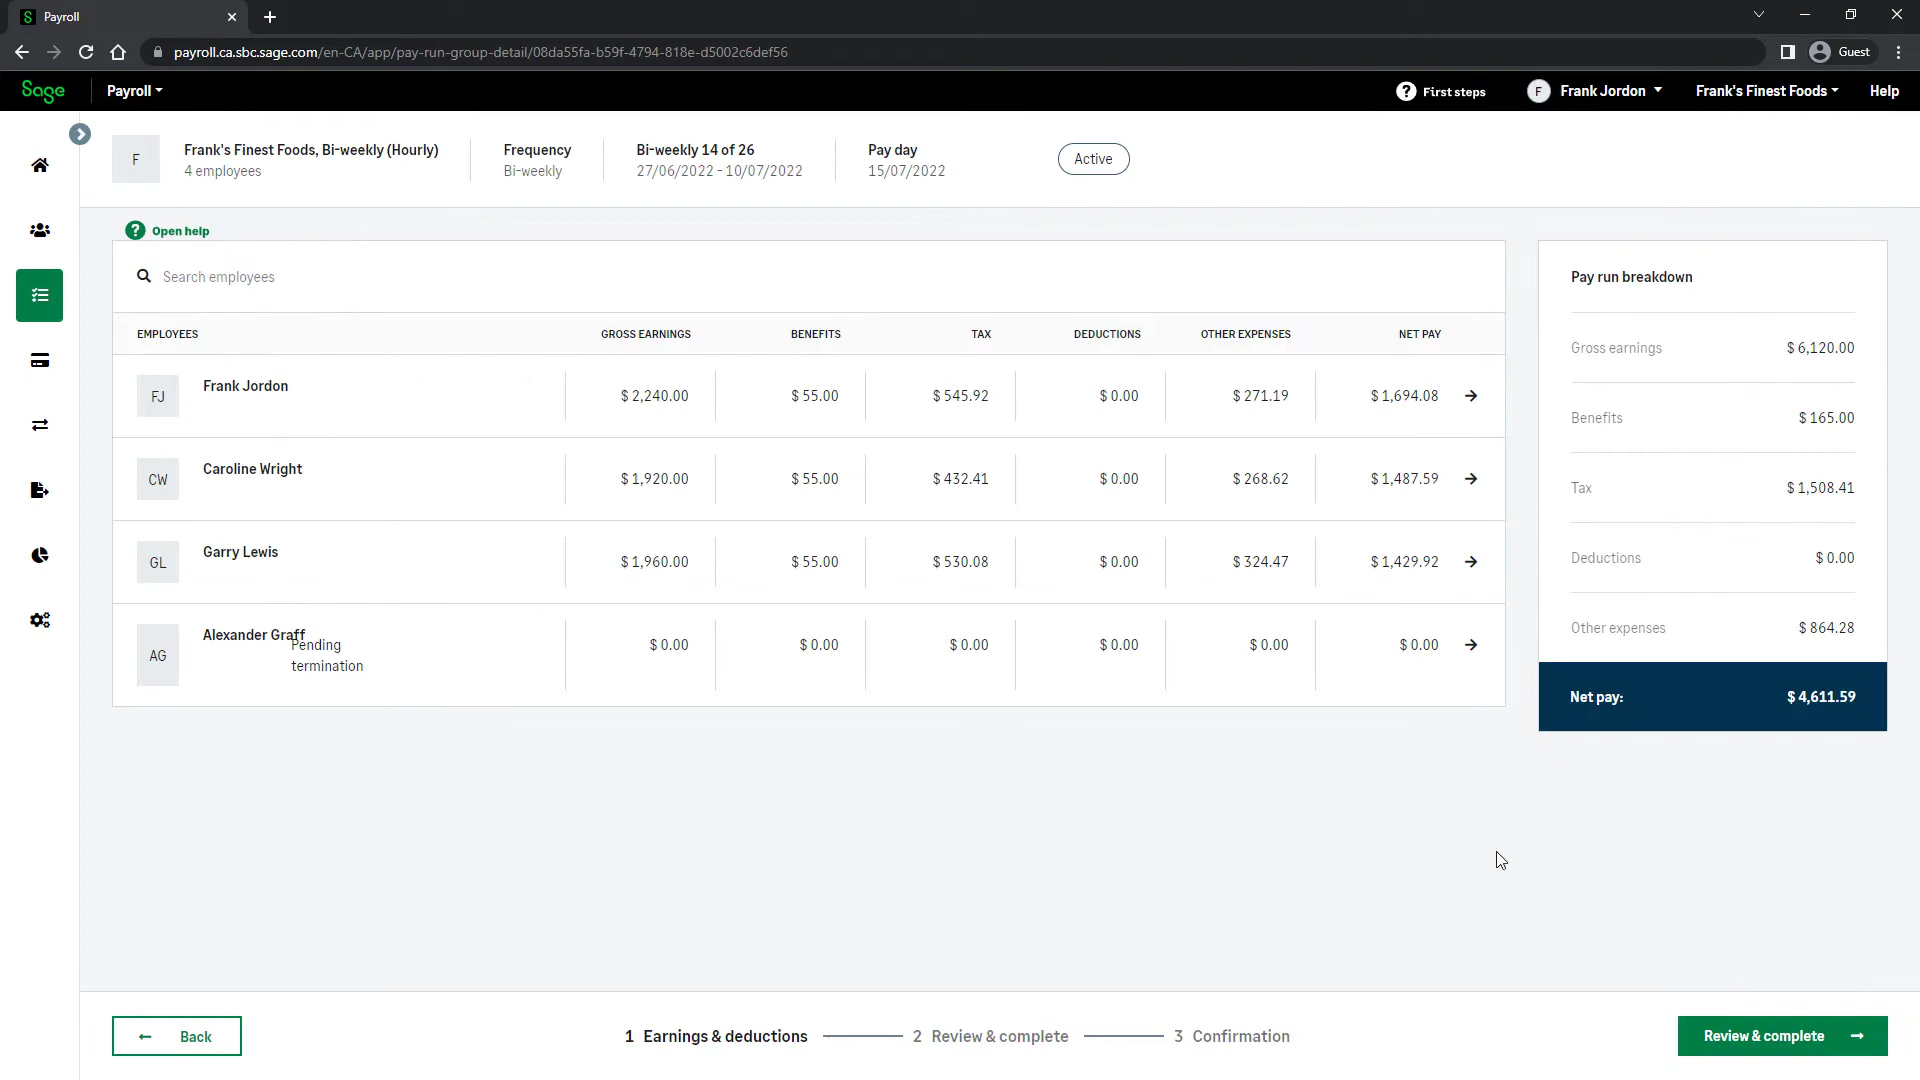 Payroll
payroll.ca.sbc.sage.com/en-CA/app/pay-run-group-detail/08da55fa-b59f-4794-818e-d5002c6def56
Guest
Sage
Payroll
First steps
F
Frank Jordon
Frank's Finest Foods
Help
F
Frank's Finest Foods, Bi-weekly (Hourly)
4 employees
Frequency
Bi-weekly
Bi-weekly 14 of 26
27/06/2022 - 10/07/2022
Pay day
15/07/2022
Active
Open help
Search employees
EMPLOYEES GROSS EARNINGS BENEFITS TAX DEDUCTIONS OTHER EXPENSES NET PAY
FJ Frank Jordon $ 2,240.00 $ 55.00 $ 545.92 $ 0.00 $ 271.19 $ 1,694.08
CW Caroline Wright $ 1,920.00 $ 55.00 $ 432.41 $ 0.00 $ 268.62 $ 1,487.59
GL Garry Lewis $ 1,960.00 $ 55.00 $ 530.08 $ 0.00 $ 324.47 $ 1,429.92
AG Alexander Graff $ 0.00 $ 0.00 $ 0.00 $ 0.00 $ 0.00 $ 0.00
Pending
termination
Pay run breakdown
Gross earnings $ 6,120.00
Benefits $ 165.00
Tax $ 1,508.41
Deductions $ 0.00
Other expenses $ 864.28
Net pay: $ 4,611.59
Back
1 Earnings & deductions
2 Review & complete
3 Confirmation
Review & complete